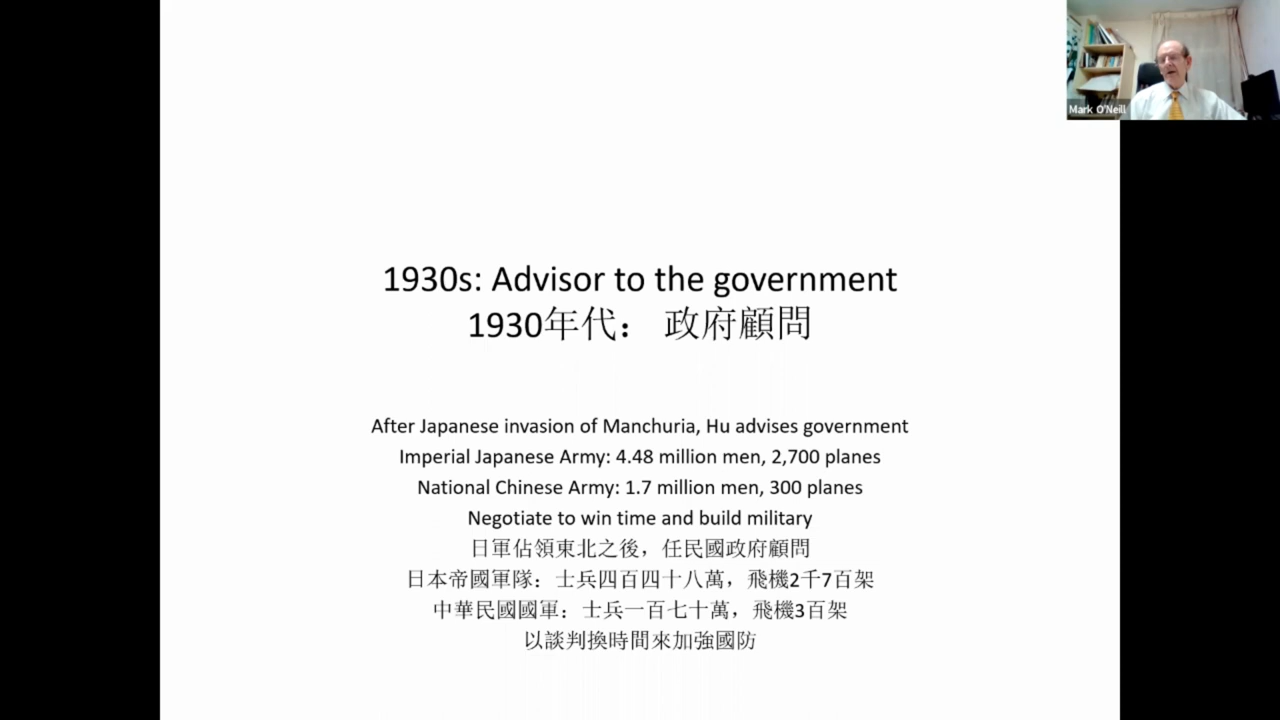 Mark O'Neill
1930s: Advisor to the government
1930年代： 政府顧問
After Japanese invasion of Manchuria, Hu advises government
Imperial Japanese Army: 4.48 million men, 2,700 planes
National Chinese Army: 1.7 million men, 300 planes
Negotiate to win time and build military
日軍佔領東北之後，任民國政府顧問
日本帝國軍隊：士兵四百四十八萬，飛機2千7百架
中華民國國軍：士兵一百七十萬，飛機3百架
以談判換時間來加強國防